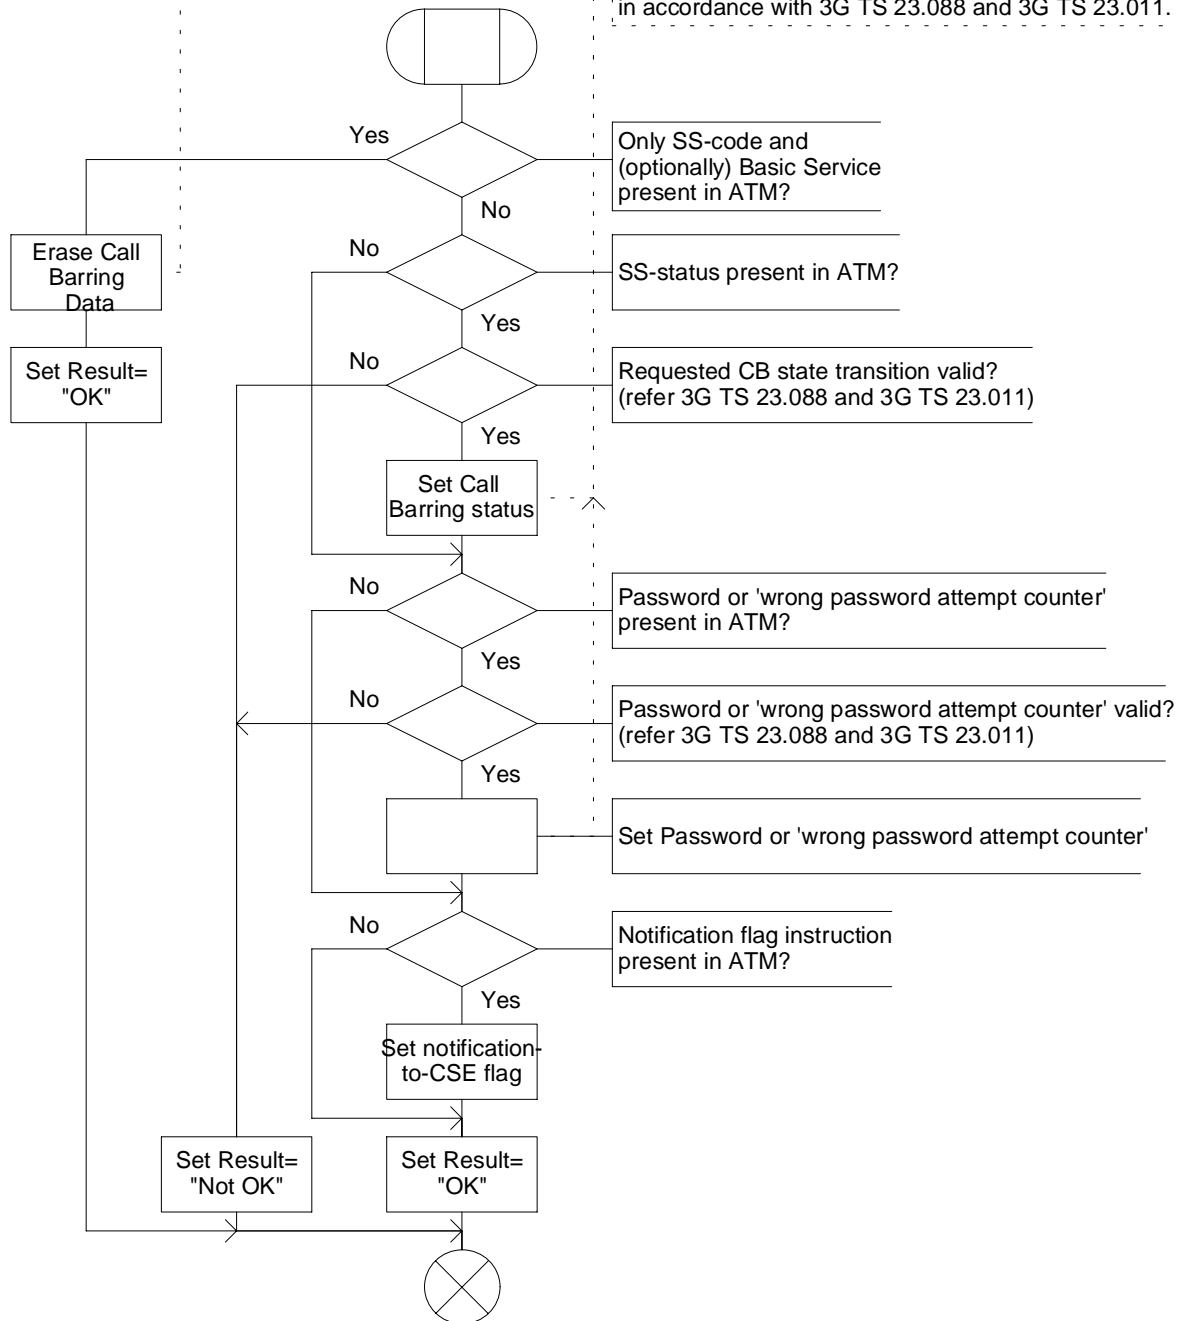 in accordance with 3G TS 23.088 and 3G TS 23.011.
Yes
Only SS-code and
(optionally) Basic Service
present in ATM?
No
Erase Call
Barring
Data
No
SS-status present in ATM?
Yes
Set Result=
"OK"
No
Requested CB state transition valid?
(refer 3G TS 23.088 and 3G TS 23.011)
Yes
Set Call
Barring status
No
Password or 'wrong password attempt counter'
present in ATM?
Yes
No
Password or 'wrong password attempt counter' valid?
(refer 3G TS 23.088 and 3G TS 23.011)
Yes
Set Password or 'wrong password attempt counter'
No
Notification flag instruction
present in ATM?
Yes
Set notification-
to-CSE flag
Set Result=
"Not OK"
Set Result=
"OK"